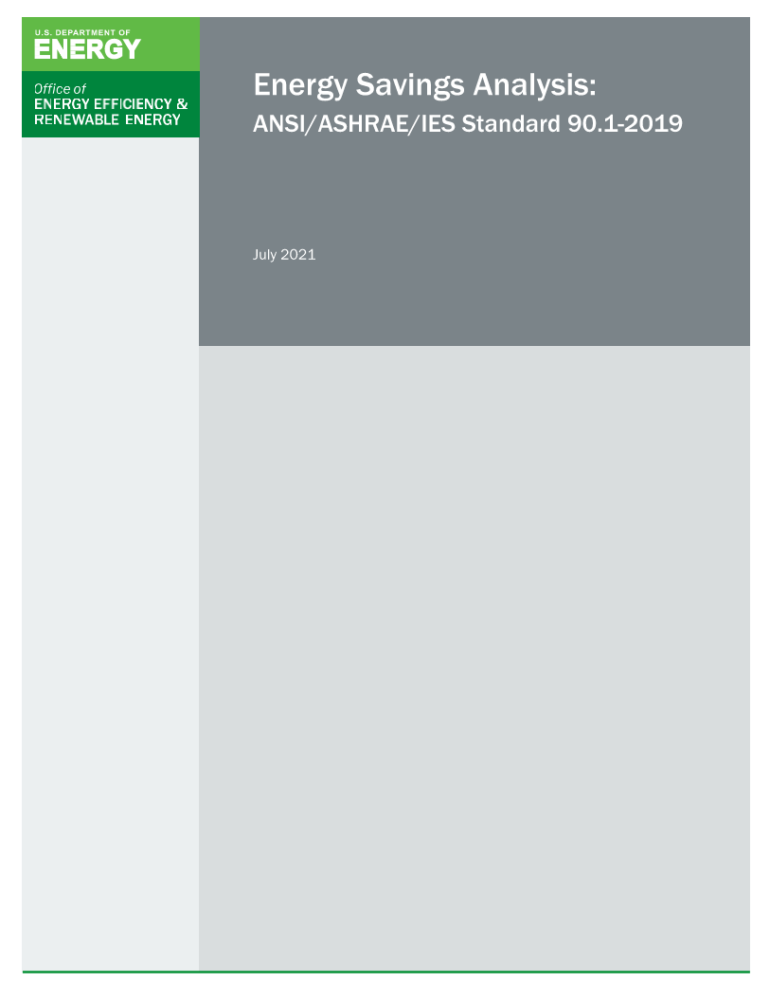 U.S. DEPARTMENT OF
ENERGY
Office of
ENERGY EFFICIENCY &
RENEWABLE ENERGY
Energy Savings Analysis:
ANSI/ASHRAE/IES Standard 90.1-2019
July 2021